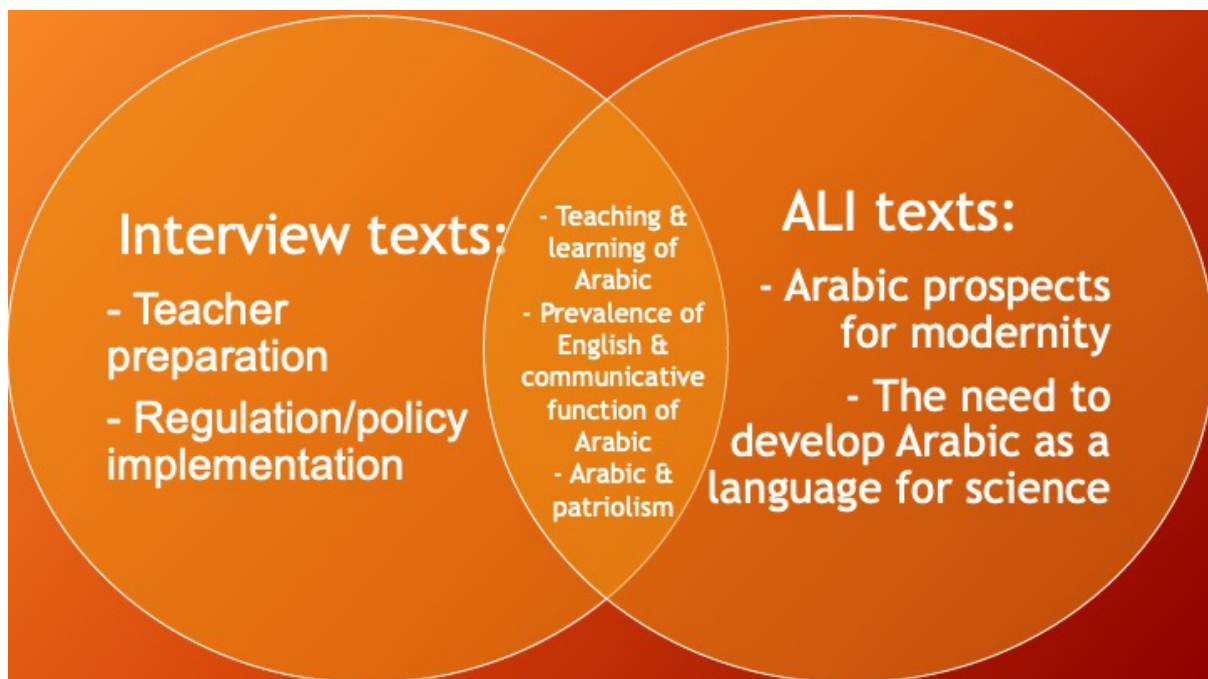 Interview texts:
- Teacher
preparation
- Regulation/policy
implementation
- Teaching &
learning of
Arabic
- Prevalence of
English &
communicative
function of
Arabic
- Arabic &
patriolism
ALI texts:
- Arabic prospects
for modernity
- The need to
develop Arabic as a
language for science